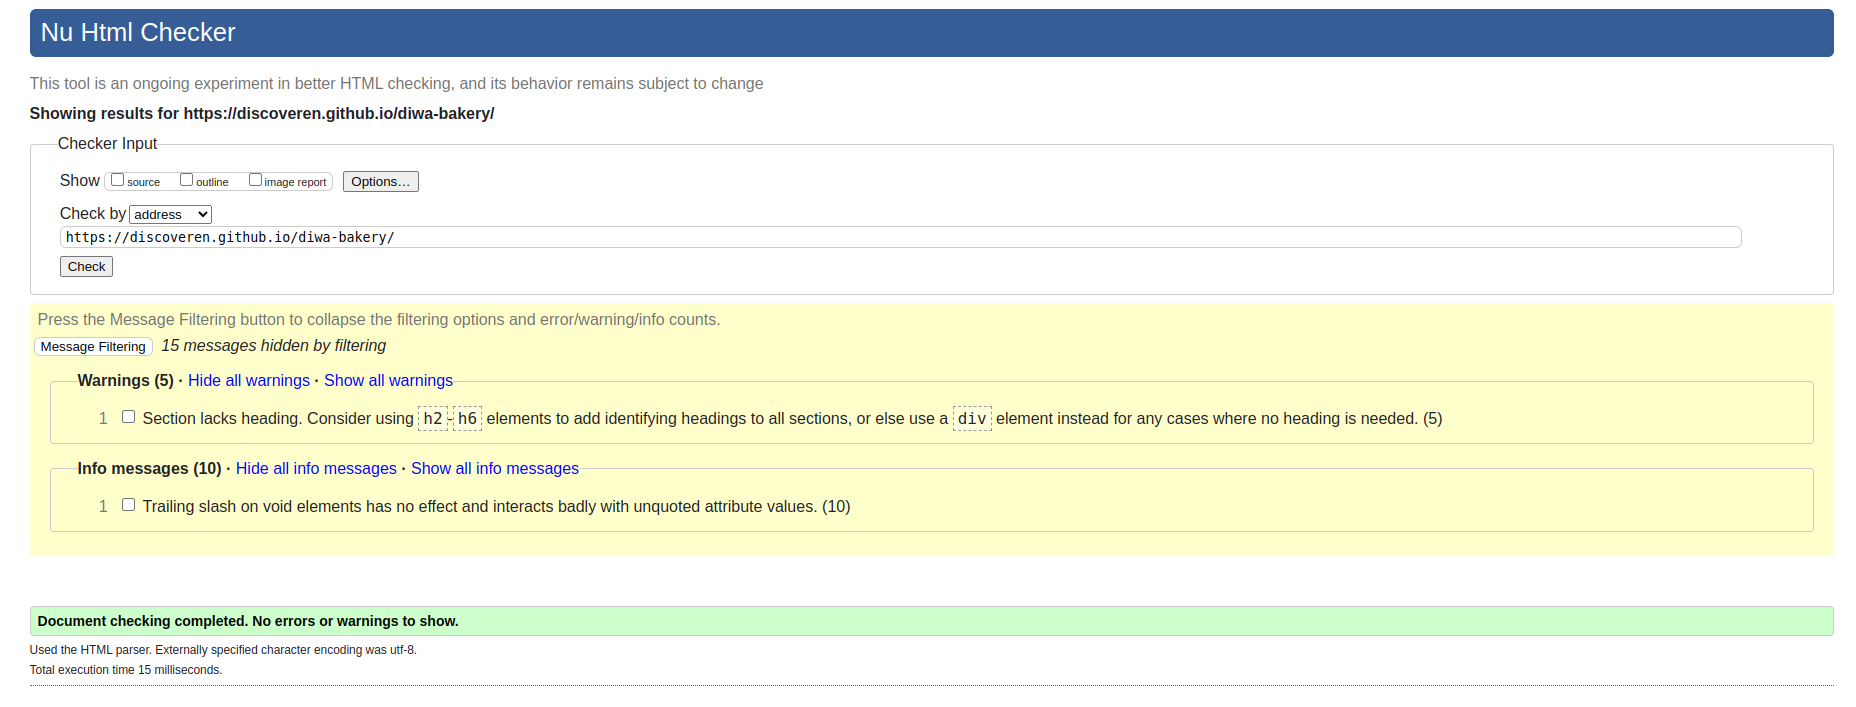 Nu Html Checker
This tool is an ongoing experiment in better HTML checking, and its behavior remains subject to change
Showing results for https://discoveren.github.io/diwa-bakery/
Checker Input
Show source outline image report Options...
Check by address
https://discoveren.github.io/diwa-bakery/
Check
Press the Message Filtering button to collapse the filtering options and error/warning/info counts.
Message Filtering 15 messages hidden by filtering
Warnings (5) · Hide all warnings · Show all warnings
1 Section lacks heading. Consider using h2-h6 elements to add identifying headings to all sections, or else use a div element instead for any cases where no heading is needed. (5)
Info messages (10) · Hide all info messages · Show all info messages
1 Trailing slash on void elements has no effect and interacts badly with unquoted attribute values. (10)
Document checking completed. No errors or warnings to show.
Used the HTML parser. Externally specified character encoding was utf-8.
Total execution time 15 milliseconds.